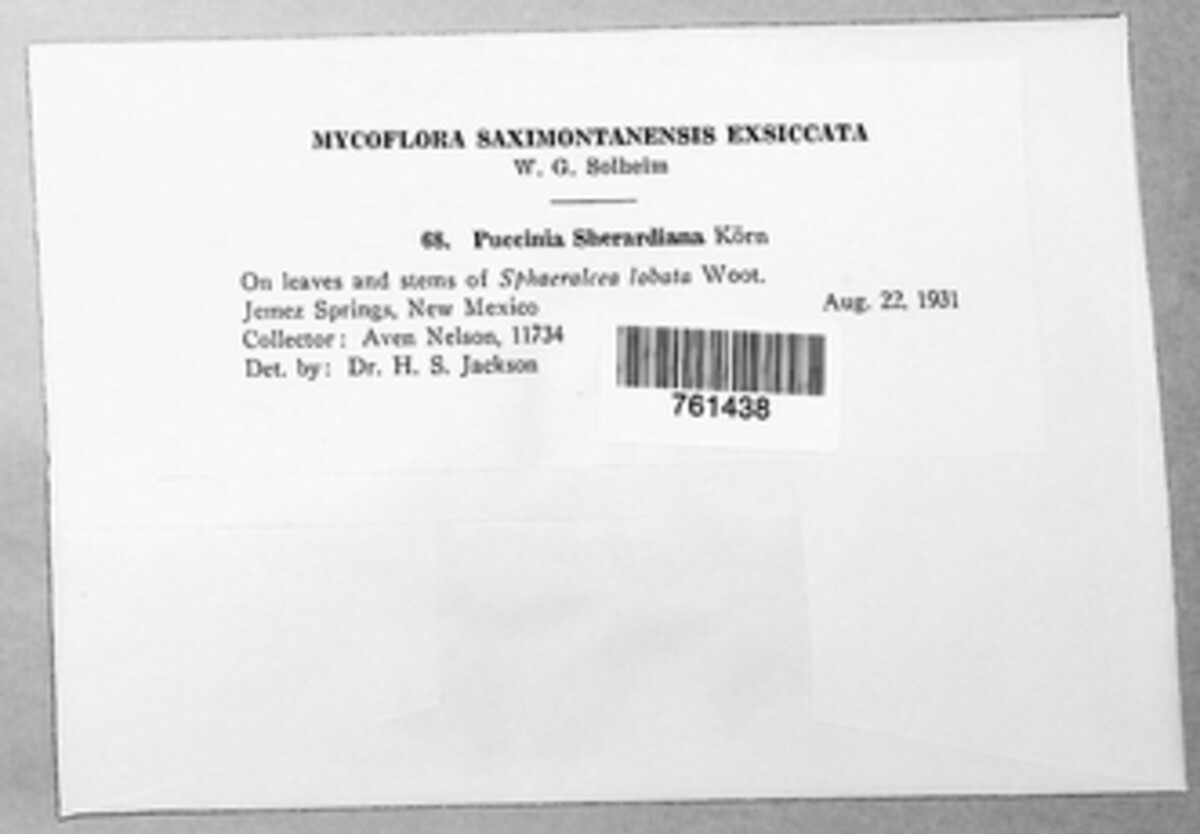 MYCOFLORA SAXIMONTANENSIS EXSICCATA
W. G. Solheim
68. Puccinia Sherardiana Körn
On leaves and stems of Sphaeralcea lobata Woot.
Jemez Springs, New Mexico
Aug. 22, 1931
Collector: Aven Nelson, 11734
Det. by: Dr. H. S. Jackson
761438